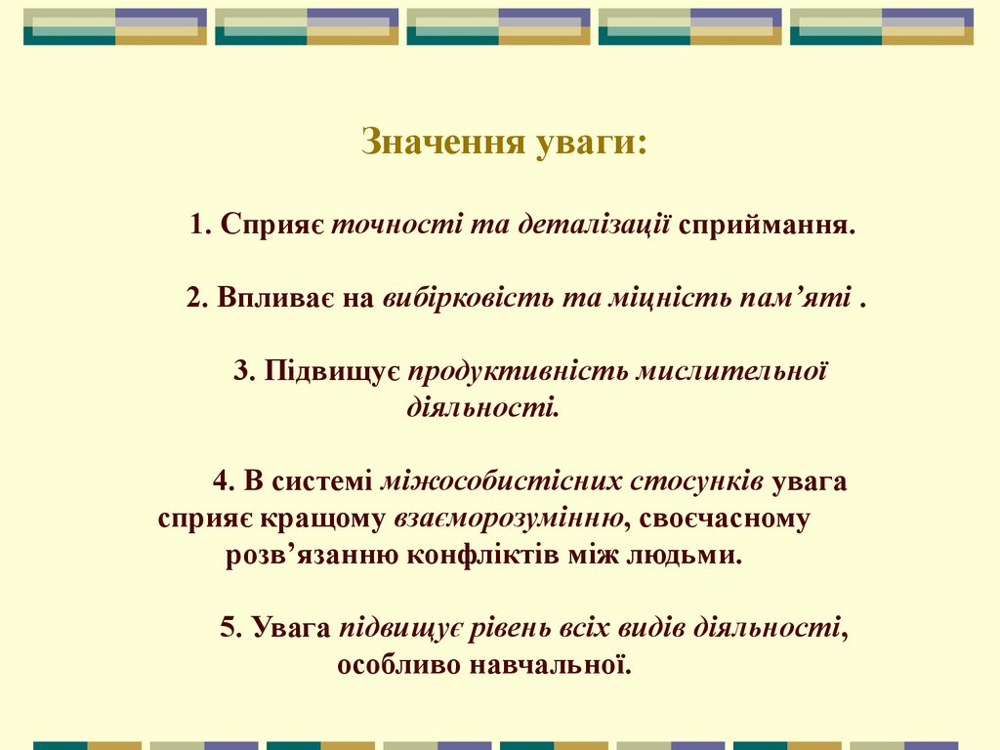 Значення уваги:
1. Сприяє точності та деталізації сприймання.
2. Впливає на вибірковість та міцність пам’яті .
3. Підвищує продуктивність мислительної
діяльності.
4. В системі міжособистісних стосунків увага
сприяє кращому взаєморозумінню, своєчасному
розв’язанню конфліктів між людьми.
5. Увага підвищує рівень всіх видів діяльності,
особливо навчальної.